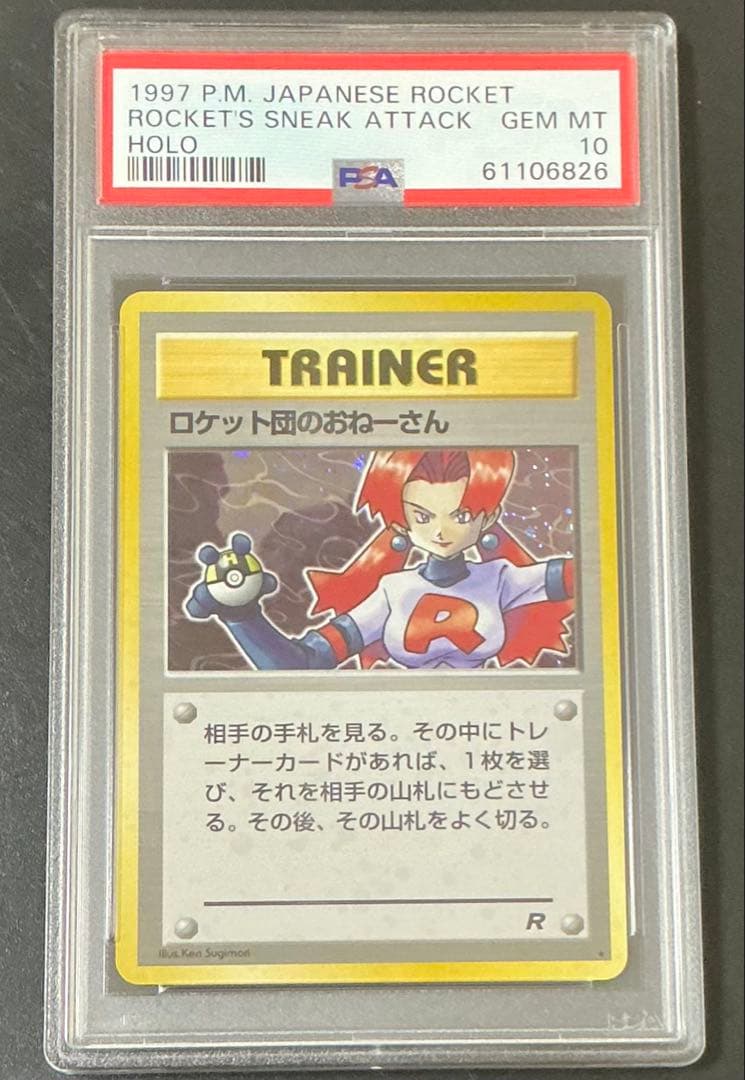 1997 P.M. JAPANESE ROCKET
ROCKET'S SNEAK ATTACK GEM MT
HOLO 10
PSA 61106826
TRAINER
ロケット団のおねーさん
H
R
相手の手札を見る。その中にトレ
ーナーカードがあれば、1枚を選
び、それを相手の山札にもどさせ
る。その後、その山札をよく切る。
R
Illus. Ken Sugimori